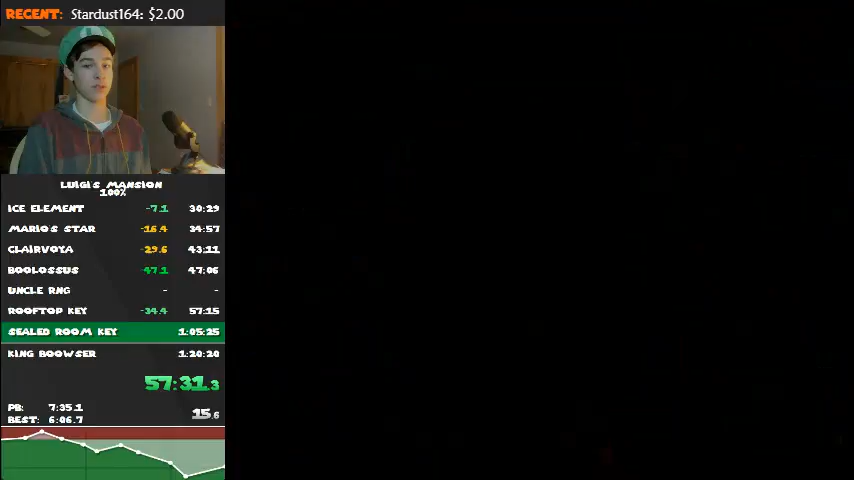 RECENT: Stardust164: $2.00
LUIGI'S MANSION
100%
ICE ELEMENT -7.1 30:29
MARIO'S STAR -16.4 34:57
CLAIRVOYA -29.6 43:11
BOOLOSSUS -47.1 47:06
UNCLE RNG - -
ROOFTOP KEY -34.4 57:15
SEALED ROOM KEY 1:05:25
KING BOOWSER 1:20:20
57:31.3
PB: 7:35.1
BEST: 6:06.7
15.6